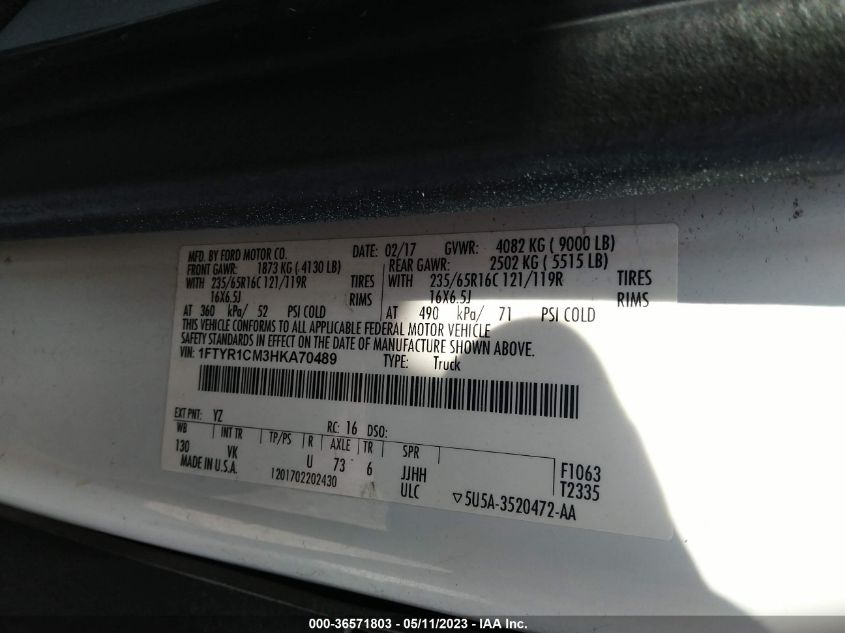 MFD. BY FORD MOTOR CO. DATE: 02/17 GVWR: 4082 KG ( 9000 LB)
FRONT GAWR: 1873 KG ( 4130 LB) REAR GAWR: 2502 KG ( 5515 LB)
WITH 235/65R16C 121/119R TIRES WITH 235/65R16C 121/119R TIRES
16X6.5J RIMS 16X6.5J RIMS
AT 360 kPa/ 52 PSI COLD AT 490 kPa/ 71 PSI COLD
THIS VEHICLE CONFORMS TO ALL APPLICABLE FEDERAL MOTOR VEHICLE
SAFETY STANDARDS IN EFFECT ON THE DATE OF MANUFACTURE SHOWN ABOVE.
VIN: 1FTYR1CM3HKA70489 TYPE: Truck
EXT PNT: YZ RC: 16 DSO:
WB INT TR TP/PS R AXLE TR SPR
130 VK U 73 6 JJHH F1063
MADE IN U.S.A. 1201702202430 ULC T2335
▽5U5A-3520472-AA
000-36571803 - 05/11/2023 - IAA Inc.